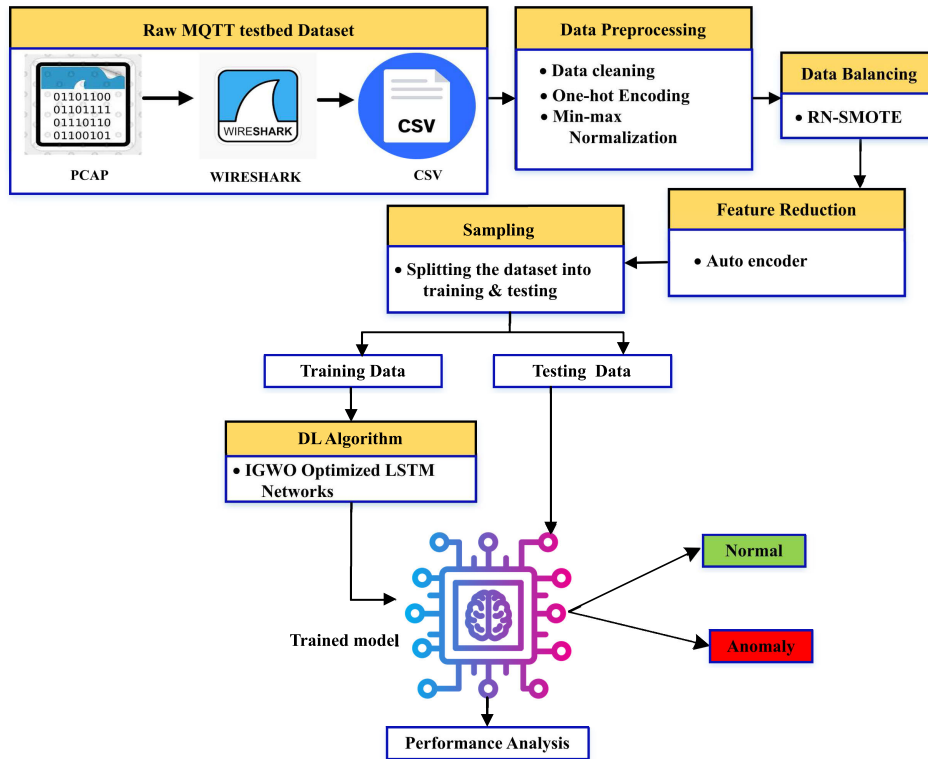 Raw MQTT testbed Dataset
01101100
01101111
01110110
01100101
PCAP
WIRESHARK
WIRESHARK
CSV
CSV
Data Preprocessing
• Data cleaning
• One-hot Encoding
• Min-max
Normalization
Data Balancing
• RN-SMOTE
Feature Reduction
• Auto encoder
Sampling
• Splitting the dataset into
training & testing
Training Data
Testing Data
DL Algorithm
• IGWO Optimized LSTM
Networks
Trained model
Normal
Anomaly
Performance Analysis